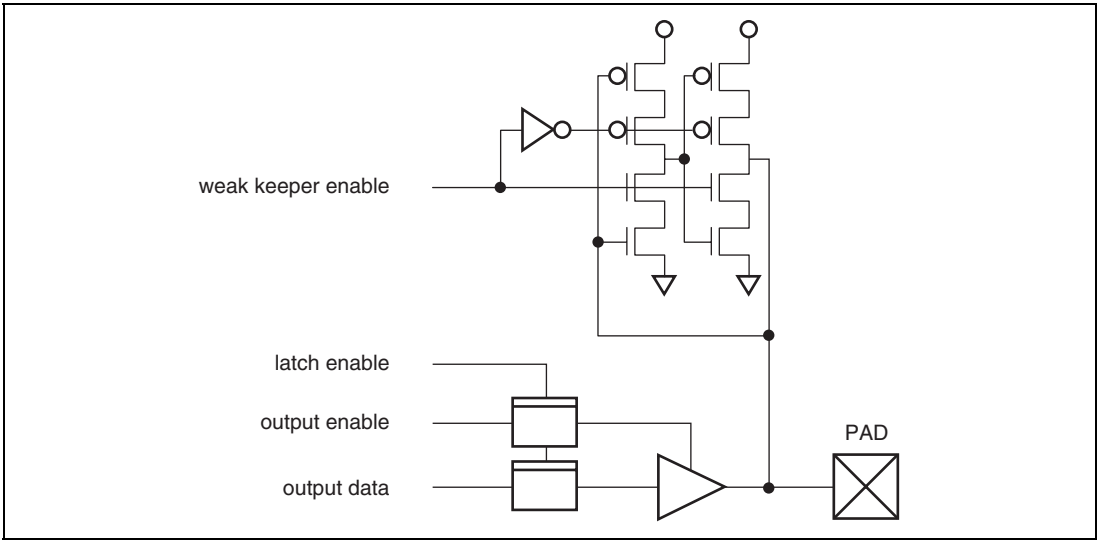 weak keeper enable
latch enable
output enable
PAD
output data